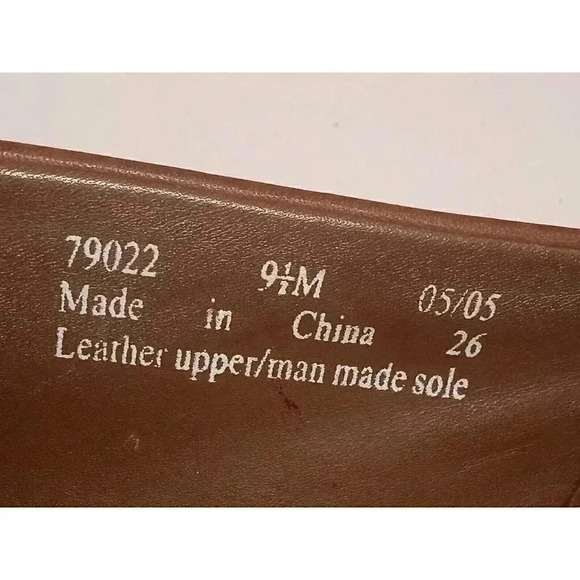 79022 9½M 05/05
Made in China 26
Leather upper/man made sole